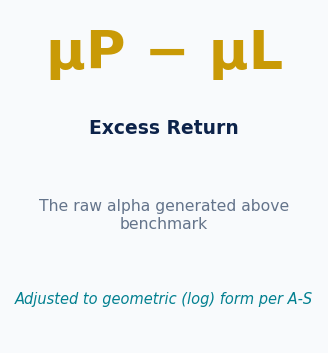 μP − μL
Excess Return
The raw alpha generated above
benchmark
Adjusted to geometric (log) form per A-S